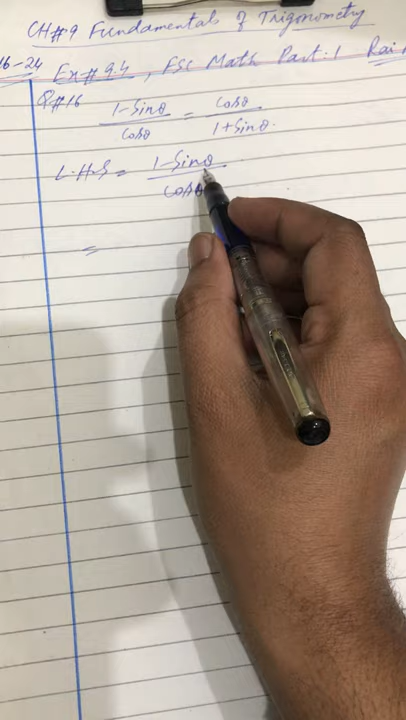 CH#9 Fundamentals of Trigonometry
16-24 Ex#9.4, FSC Math Part:1
Q#16 1-Sinθ/Cosθ = Cosθ/1+Sinθ.
L.H.S = 1-Sinθ/Cosθ
=